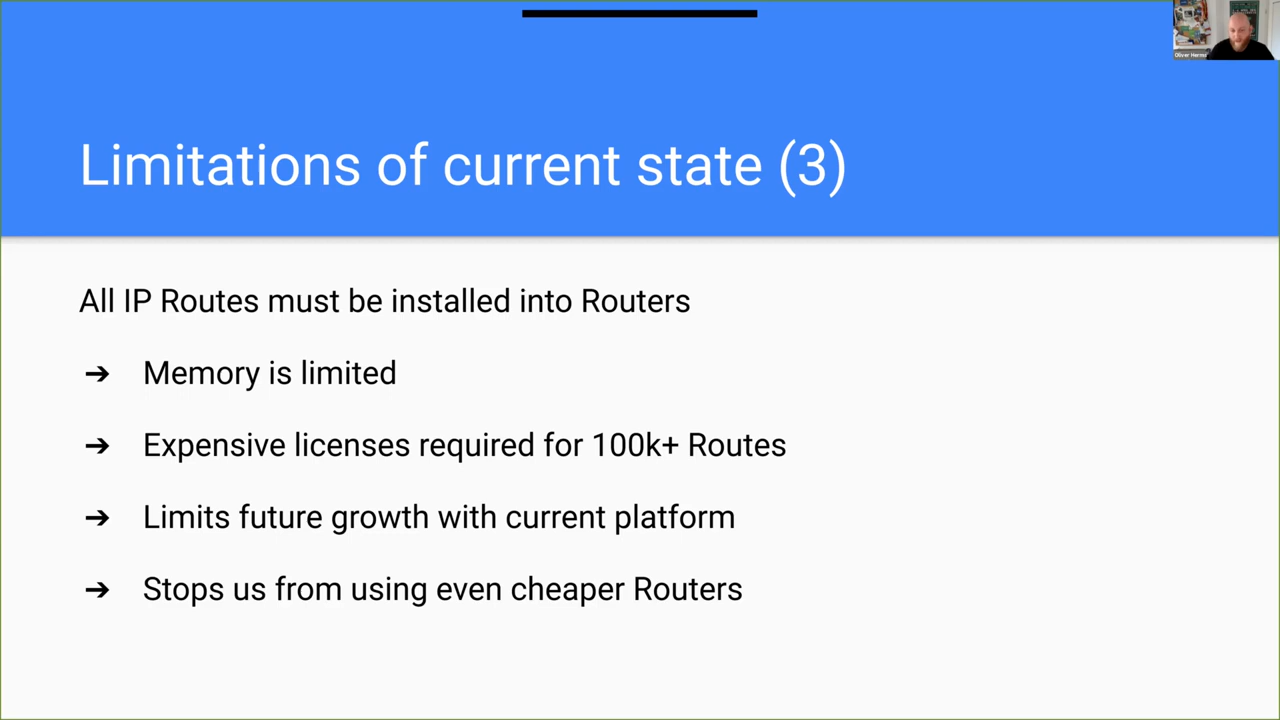 Limitations of current state (3)
All IP Routes must be installed into Routers
➔ Memory is limited
➔ Expensive licenses required for 100k+ Routes
➔ Limits future growth with current platform
➔ Stops us from using even cheaper Routers
Oliver